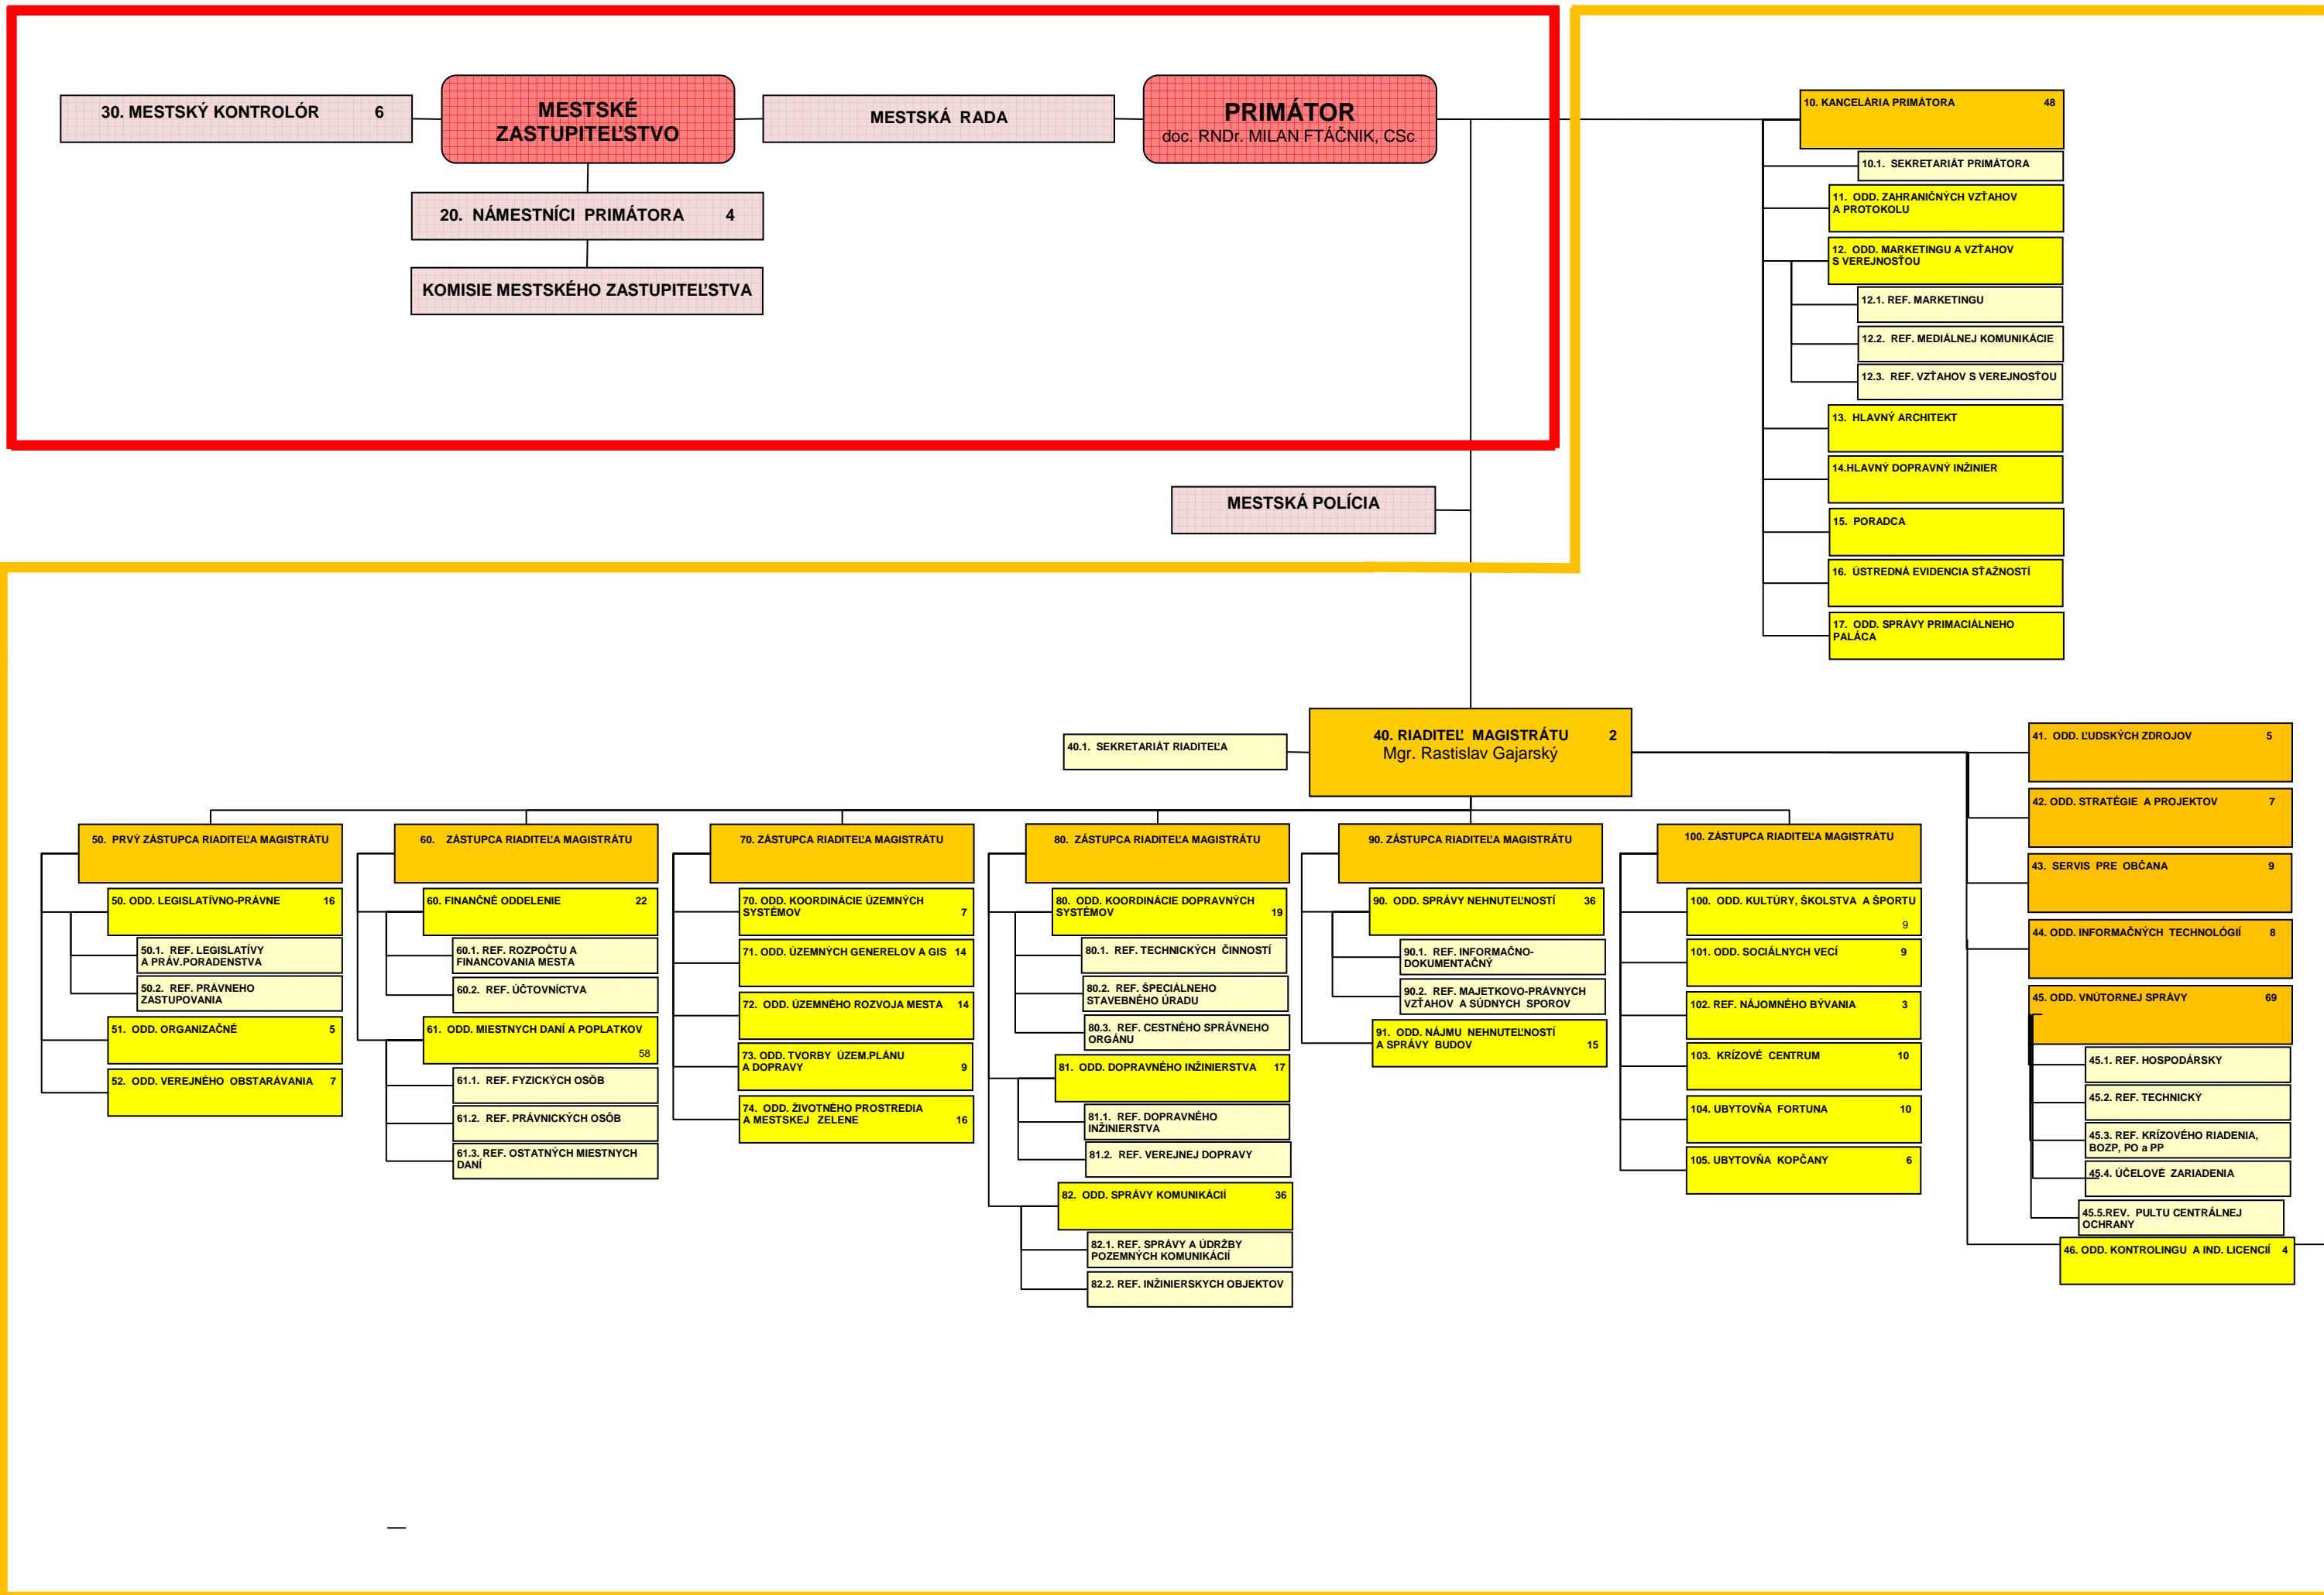 30. MESTSKÝ KONTROLÓR 6
MESTSKÉ
ZASTUPITEĽSTVO
MESTSKÁ RADA
PRIMÁTOR
doc. RNDr. MILAN FTÁČNIK, CSc.
20. NÁMESTNÍCI PRIMÁTORA 4
KOMISIE MESTSKÉHO ZASTUPITEĽSTVA
MESTSKÁ POLÍCIA
10. KANCELÁRIA PRIMÁTORA 48
10.1. SEKRETARIÁT PRIMÁTORA
11. ODD. ZAHRANIČNÝCH VZŤAHOV
A PROTOKOLU
12. ODD. MARKETINGU A VZŤAHOV
S VEREJNOSŤOU
12.1. REF. MARKETINGU
12.2. REF. MEDIÁLNEJ KOMUNIKÁCIE
12.3. REF. VZŤAHOV S VEREJNOSŤOU
13. HLAVNÝ ARCHITEKT
14.HLAVNÝ DOPRAVNÝ INŽINIER
15. PORADCA
16. ÚSTREDNÁ EVIDENCIA SŤAŽNOSTÍ
17. ODD. SPRÁVY PRIMACIÁLNEHO
PALÁCA
40. RIADITEĽ MAGISTRÁTU 2
Mgr. Rastislav Gajarský
40.1. SEKRETARIÁT RIADITEĽA
50. PRVÝ ZÁSTUPCA RIADITEĽA MAGISTRÁTU
50. ODD. LEGISLATÍVNO-PRÁVNE 16
50.1. REF. LEGISLATÍVY
A PRÁV.PORADENSTVA
50.2. REF. PRÁVNEHO
ZASTUPOVANIA
51. ODD. ORGANIZAČNÉ 5
52. ODD. VEREJNÉHO OBSTARÁVANIA 7
60. ZÁSTUPCA RIADITEĽA MAGISTRÁTU
60. FINANČNÉ ODDELENIE 22
60.1. REF. ROZPOČTU A
FINANCOVANIA MESTA
60.2. REF. ÚČTOVNÍCTVA
61. ODD. MIESTNYCH DANÍ A POPLATKOV
58
61.1. REF. FYZICKÝCH OSÔB
61.2. REF. PRÁVNICKÝCH OSÔB
61.3. REF. OSTATNÝCH MIESTNYCH
DANÍ
70. ZÁSTUPCA RIADITEĽA MAGISTRÁTU
70. ODD. KOORDINÁCIE ÚZEMNÝCH
SYSTÉMOV 7
71. ODD. ÚZEMNÝCH GENERELOV A GIS 14
72. ODD. ÚZEMNÉHO ROZVOJA MESTA 14
73. ODD. TVORBY ÚZEM.PLÁNU
A DOPRAVY 9
74. ODD. ŽIVOTNÉHO PROSTREDIA
A MESTSKEJ ZELENE 16
80. ZÁSTUPCA RIADITEĽA MAGISTRÁTU
80. ODD. KOORDINÁCIE DOPRAVNÝCH
SYSTÉMOV 19
80.1. REF. TECHNICKÝCH ČINNOSTÍ
80.2. REF. ŠPECIÁLNEHO
STAVEBNÉHO ÚRADU
80.3. REF. CESTNÉHO SPRÁVNEHO
ORGÁNU
81. ODD. DOPRAVNÉHO INŽINIERSTVA 17
81.1. REF. DOPRAVNÉHO
INŽINIERSTVA
81.2. REF. VEREJNEJ DOPRAVY
82. ODD. SPRÁVY KOMUNIKÁCIÍ 36
82.1. REF. SPRÁVY A ÚDRŽBY
POZEMNÝCH KOMUNIKÁCIÍ
82.2. REF. INŽINIERSKYCH OBJEKTOV
90. ZÁSTUPCA RIADITEĽA MAGISTRÁTU
90. ODD. SPRÁVY NEHNUTEĽNOSTÍ 36
90.1. REF. INFORMAČNO-
DOKUMENTAČNÝ
90.2. REF. MAJETKOVO-PRÁVNYCH
VZŤAHOV A SÚDNYCH SPOROV
91. ODD. NÁJMU NEHNUTEĽNOSTÍ
A SPRÁVY BUDOV 15
100. ZÁSTUPCA RIADITEĽA MAGISTRÁTU
100. ODD. KULTÚRY, ŠKOLSTVA A ŠPORTU
9
101. ODD. SOCIÁLNYCH VECÍ 9
102. REF. NÁJOMNÉHO BÝVANIA 3
103. KRÍZOVÉ CENTRUM 10
104. UBYTOVŇA FORTUNA 10
105. UBYTOVŇA KOPČANY 6
41. ODD. ĽUDSKÝCH ZDROJOV 5
42. ODD. STRATÉGIE A PROJEKTOV 7
43. SERVIS PRE OBČANA 9
44. ODD. INFORMAČNÝCH TECHNOLÓGIÍ 8
45. ODD. VNÚTORNEJ SPRÁVY 69
45.1. REF. HOSPODÁRSKY
45.2. REF. TECHNICKÝ
45.3. REF. KRÍZOVÉHO RIADENIA,
BOZP, PO a PP
45.4. ÚČELOVÉ ZARIADENIA
45.5.REV. PULTU CENTRÁLNEJ
OCHRANY
46. ODD. KONTROLINGU A IND. LICENCIÍ 4